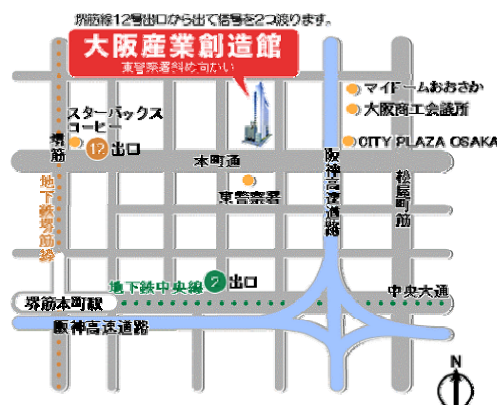 堺筋線12号出口から出て信号を2つ渡ります。
大阪産業創造館
東警察署斜め向かい
マイドームおおさか
大阪商工会議所
CITY PLAZA OSAKA
スターバックス
コーヒー
12 出口
堺筋
本町通
東警察署
阪神高速道路
松屋町筋
地下鉄堺筋線
地下鉄中央線
2 出口
中央大通
堺筋本町駅
阪神高速道路
N